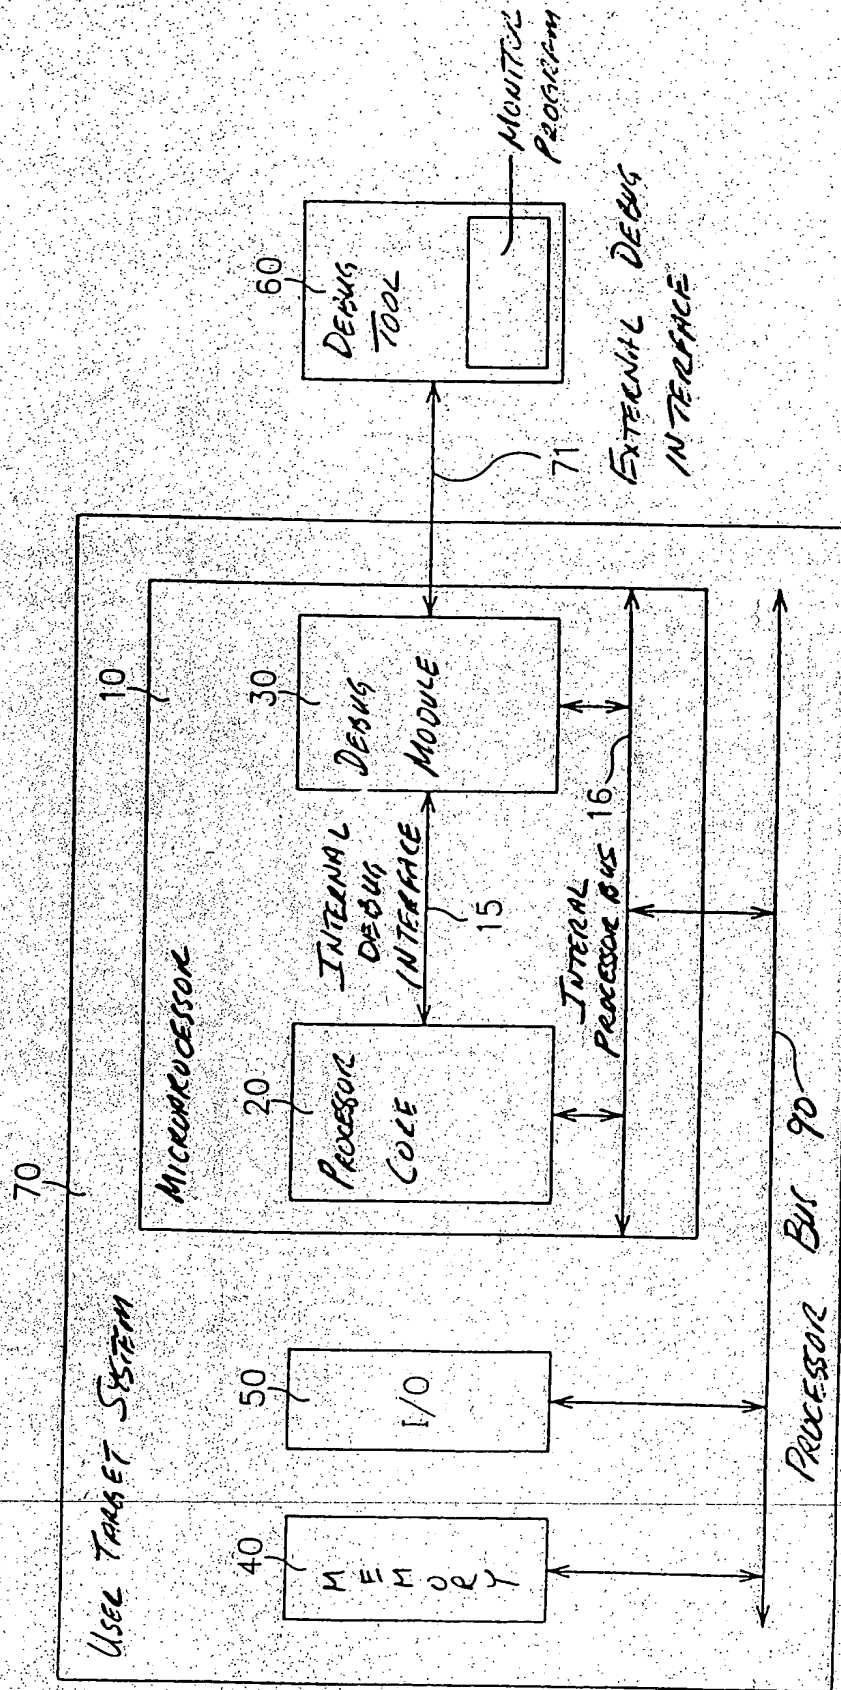 70
USER TARGET SYSTEM
10
MICROPROCESSOR
40
MEMORY
50
I/O
20
PROCESSOR
CORE
INTERNAL
DEBUG
INTERFACE
15
30
DEBUG
MODULE
60
DEBUG
TOOL
MONITOR
PROGRAM
71
EXTERNAL DEBUG
INTERFACE
INTERAL
PROCESSOR BUS 16
PROCESSOR BUS 90